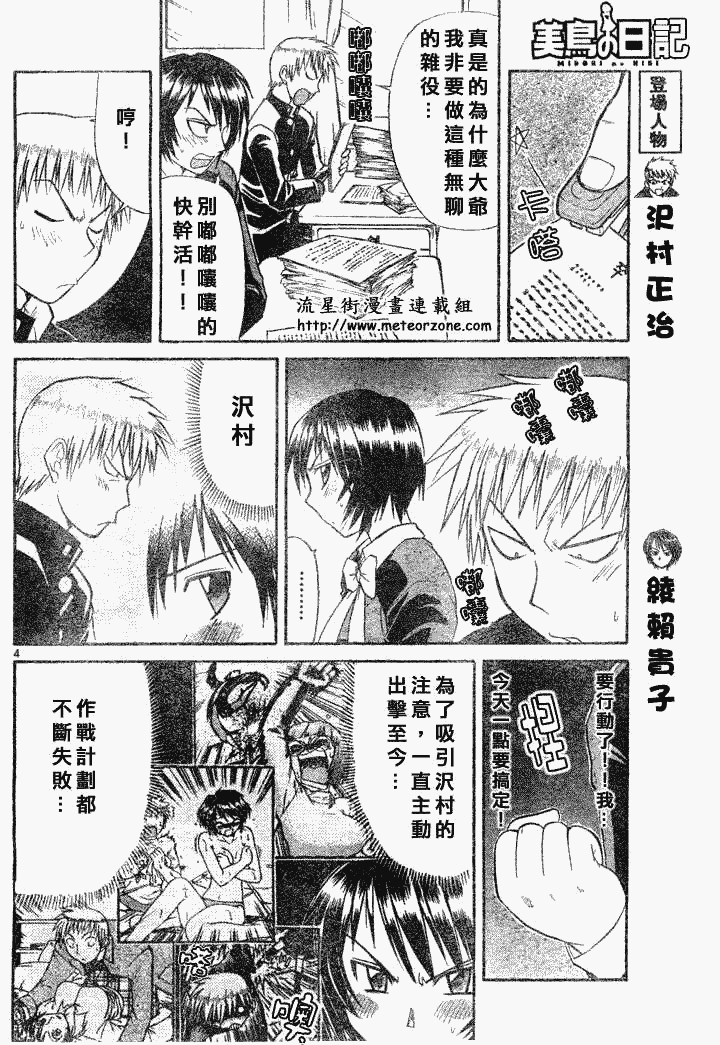 美鳥の日記
MIDORI no HIBI
登場人物
沢村正治
綾賴貴子
卡嗒
真是的為什麼大爺
我非要做這種無聊
的雜役…
嘟嘟囔囔
別嘟嘟囔囔的
快幹活!!
流星街漫畫連載組
http://www.meteorzone.com
哼!
嘟囔
嘟囔
嘟囔
………
沢村
4
要行動了!!我…
今天一點要搞定!
為了吸引沢村的
注意,一直主動
出擊至今…
作戰計劃都
不斷失敗…